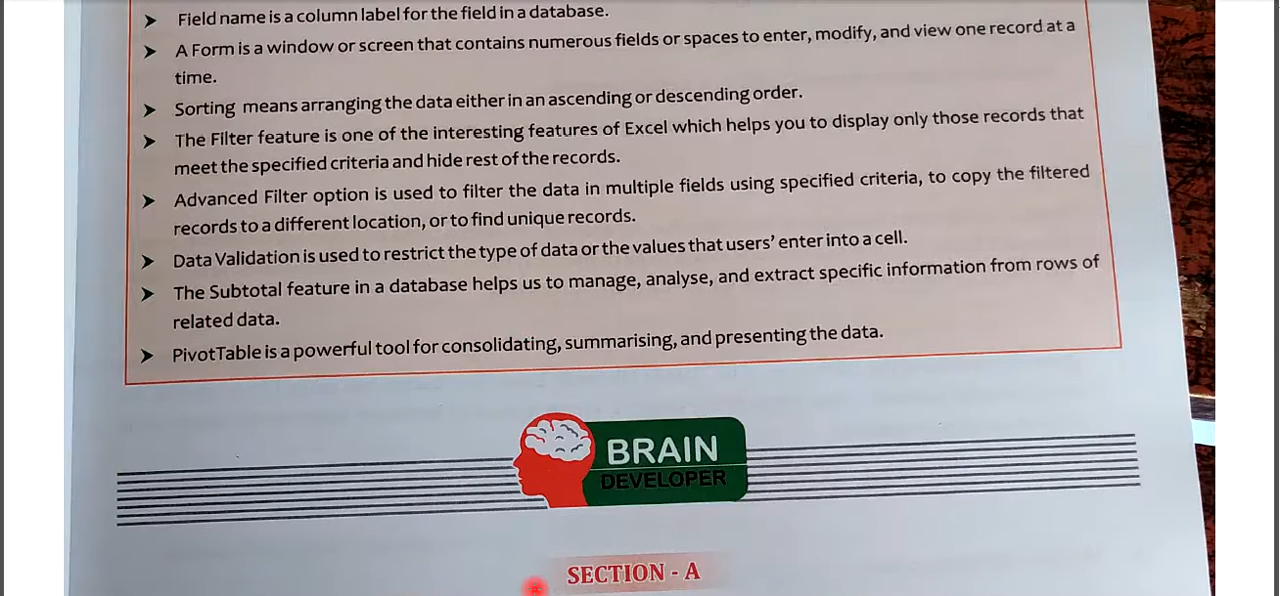 ➤ Field name is a column label for the field in a database.
➤ A Form is a window or screen that contains numerous fields or spaces to enter, modify, and view one record at a
time.
➤ Sorting means arranging the data either in an ascending or descending order.
➤ The Filter feature is one of the interesting features of Excel which helps you to display only those records that
meet the specified criteria and hide rest of the records.
➤ Advanced Filter option is used to filter the data in multiple fields using specified criteria, to copy the filtered
records to a different location, or to find unique records.
➤ Data Validation is used to restrict the type of data or the values that users' enter into a cell.
➤ The Subtotal feature in a database helps us to manage, analyse, and extract specific information from rows of
related data.
➤ PivotTable is a powerful tool for consolidating, summarising, and presenting the data.
BRAIN
DEVELOPER
SECTION - A